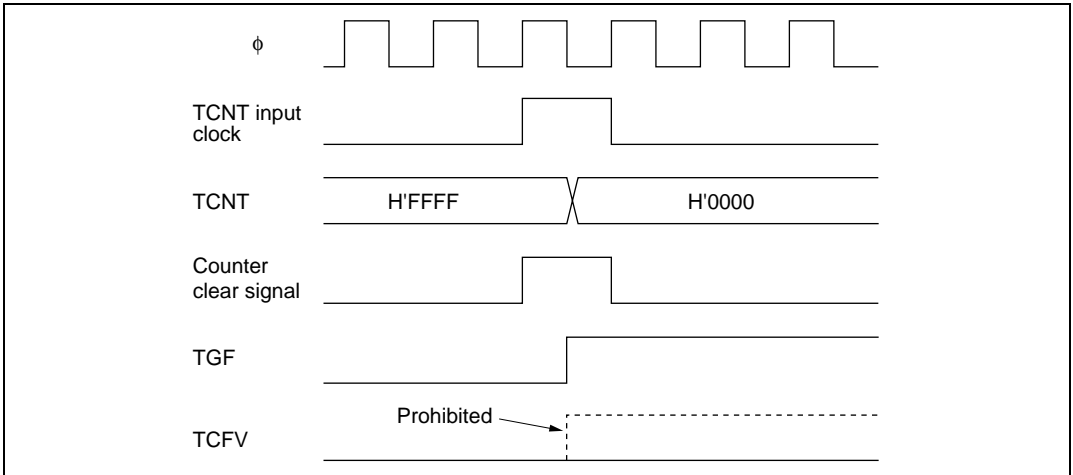 ϕ
TCNT input
clock
TCNT
H'FFFF
H'0000
Counter
clear signal
TGF
Prohibited
TCFV